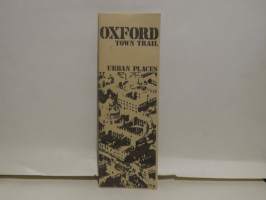 OXFORD
TOWN TRAIL
URBAN PLACES